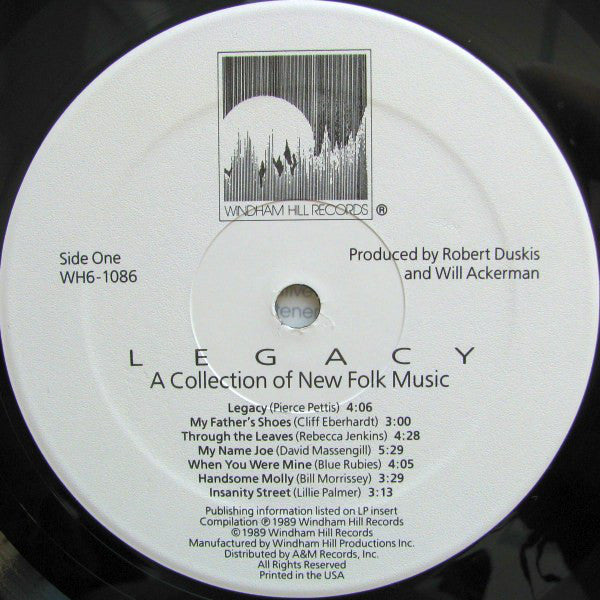 WINDHAM HILL RECORDS ®
Side One
WH6-1086
Produced by Robert Duskis
and Will Ackerman
LEGACY
A Collection of New Folk Music
Legacy (Pierce Pettis) 4:06
My Father's Shoes (Cliff Eberhardt) 3:00
Through the Leaves (Rebecca Jenkins) 4:28
My Name Joe (David Massengill) 5:29
When You Were Mine (Blue Rubies) 4:05
Handsome Molly (Bill Morrissey) 3:29
Insanity Street (Lillie Palmer) 3:13
Publishing information listed on LP insert
Compilation ℗ 1989 Windham Hill Records
© 1989 Windham Hill Records
Manufactured by Windham Hill Productions Inc.
Distributed by A&M Records, Inc.
All Rights Reserved
Printed in the USA